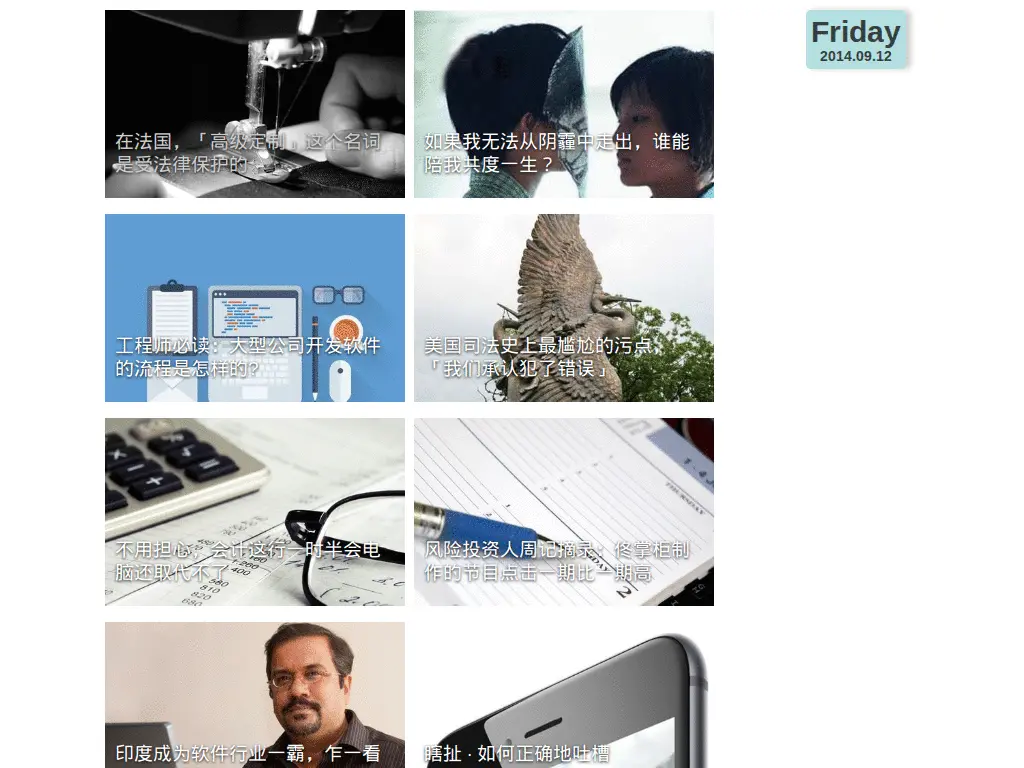 Friday
2014.09.12
在法国，「高级定制」这个名词
是受法律保护的
如果我无法从阴霾中走出，谁能
陪我共度一生？
工程师必读：大型公司开发软件
的流程是怎样的？
美国司法史上最尴尬的污点，
「我们承认犯了错误」
不用担心，会计这行一时半会电
脑还取代不了
400
560
810
680
风险投资人周记摘录：佟掌柜制
作的节目点击一期比一期高
THURSDAY
印度成为软件行业一霸，乍一看
瞎扯 · 如何正确地吐槽